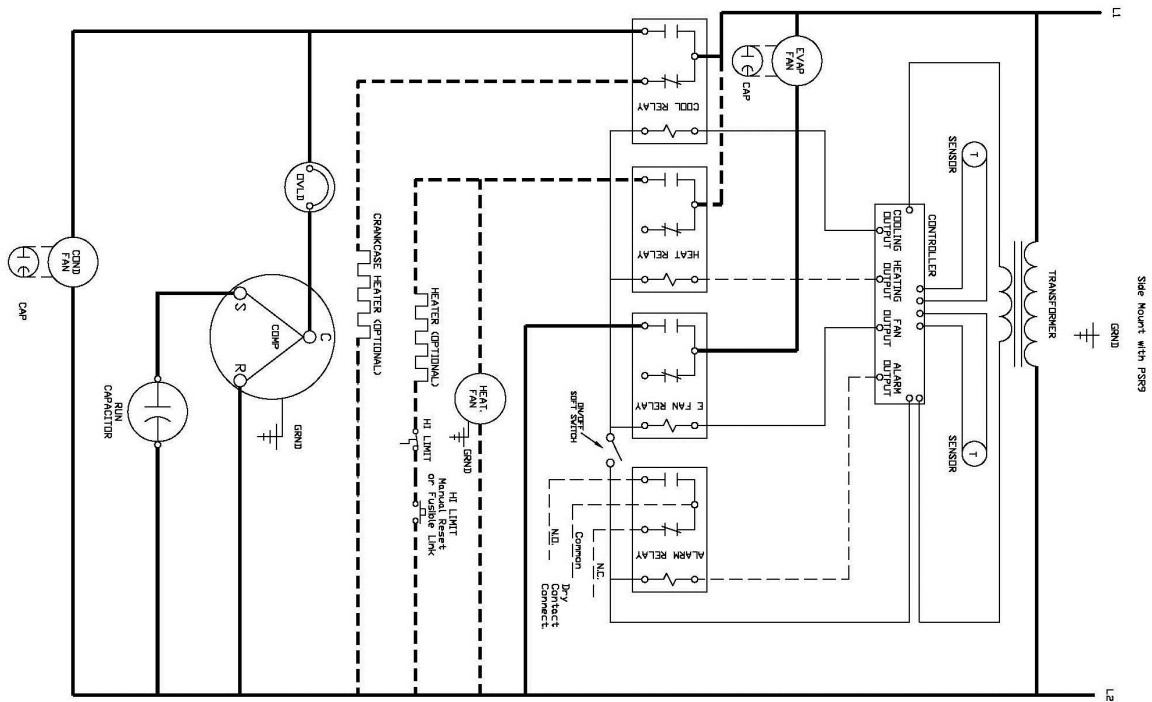 Side Mount with PSR9
L1
L2
GRND
TRANSFORMER
SENSOR
T
SENSOR
T
CONTROLLER
COOLING
OUTPUT
HEATING
OUTPUT
FAN
OUTPUT
ALARM
OUTPUT
EVAP
FAN
CAP
COOL RELAY
HEAT RELAY
E FAN RELAY
ALARM RELAY
ON/OFF
SOFT SWITCH
N.O.
Common
N.C.
Dry
Contact
Connect.
HEAT.
FAN
GRND
HI LIMIT
HI LIMIT
Manual Reset
or Fusible Link
HEATER (OPTIONAL)
CRANKCASE HEATER (OPTIONAL)
OVLD
COMP
C
S
R
GRND
RUN
CAPACITOR
COND
FAN
CAP